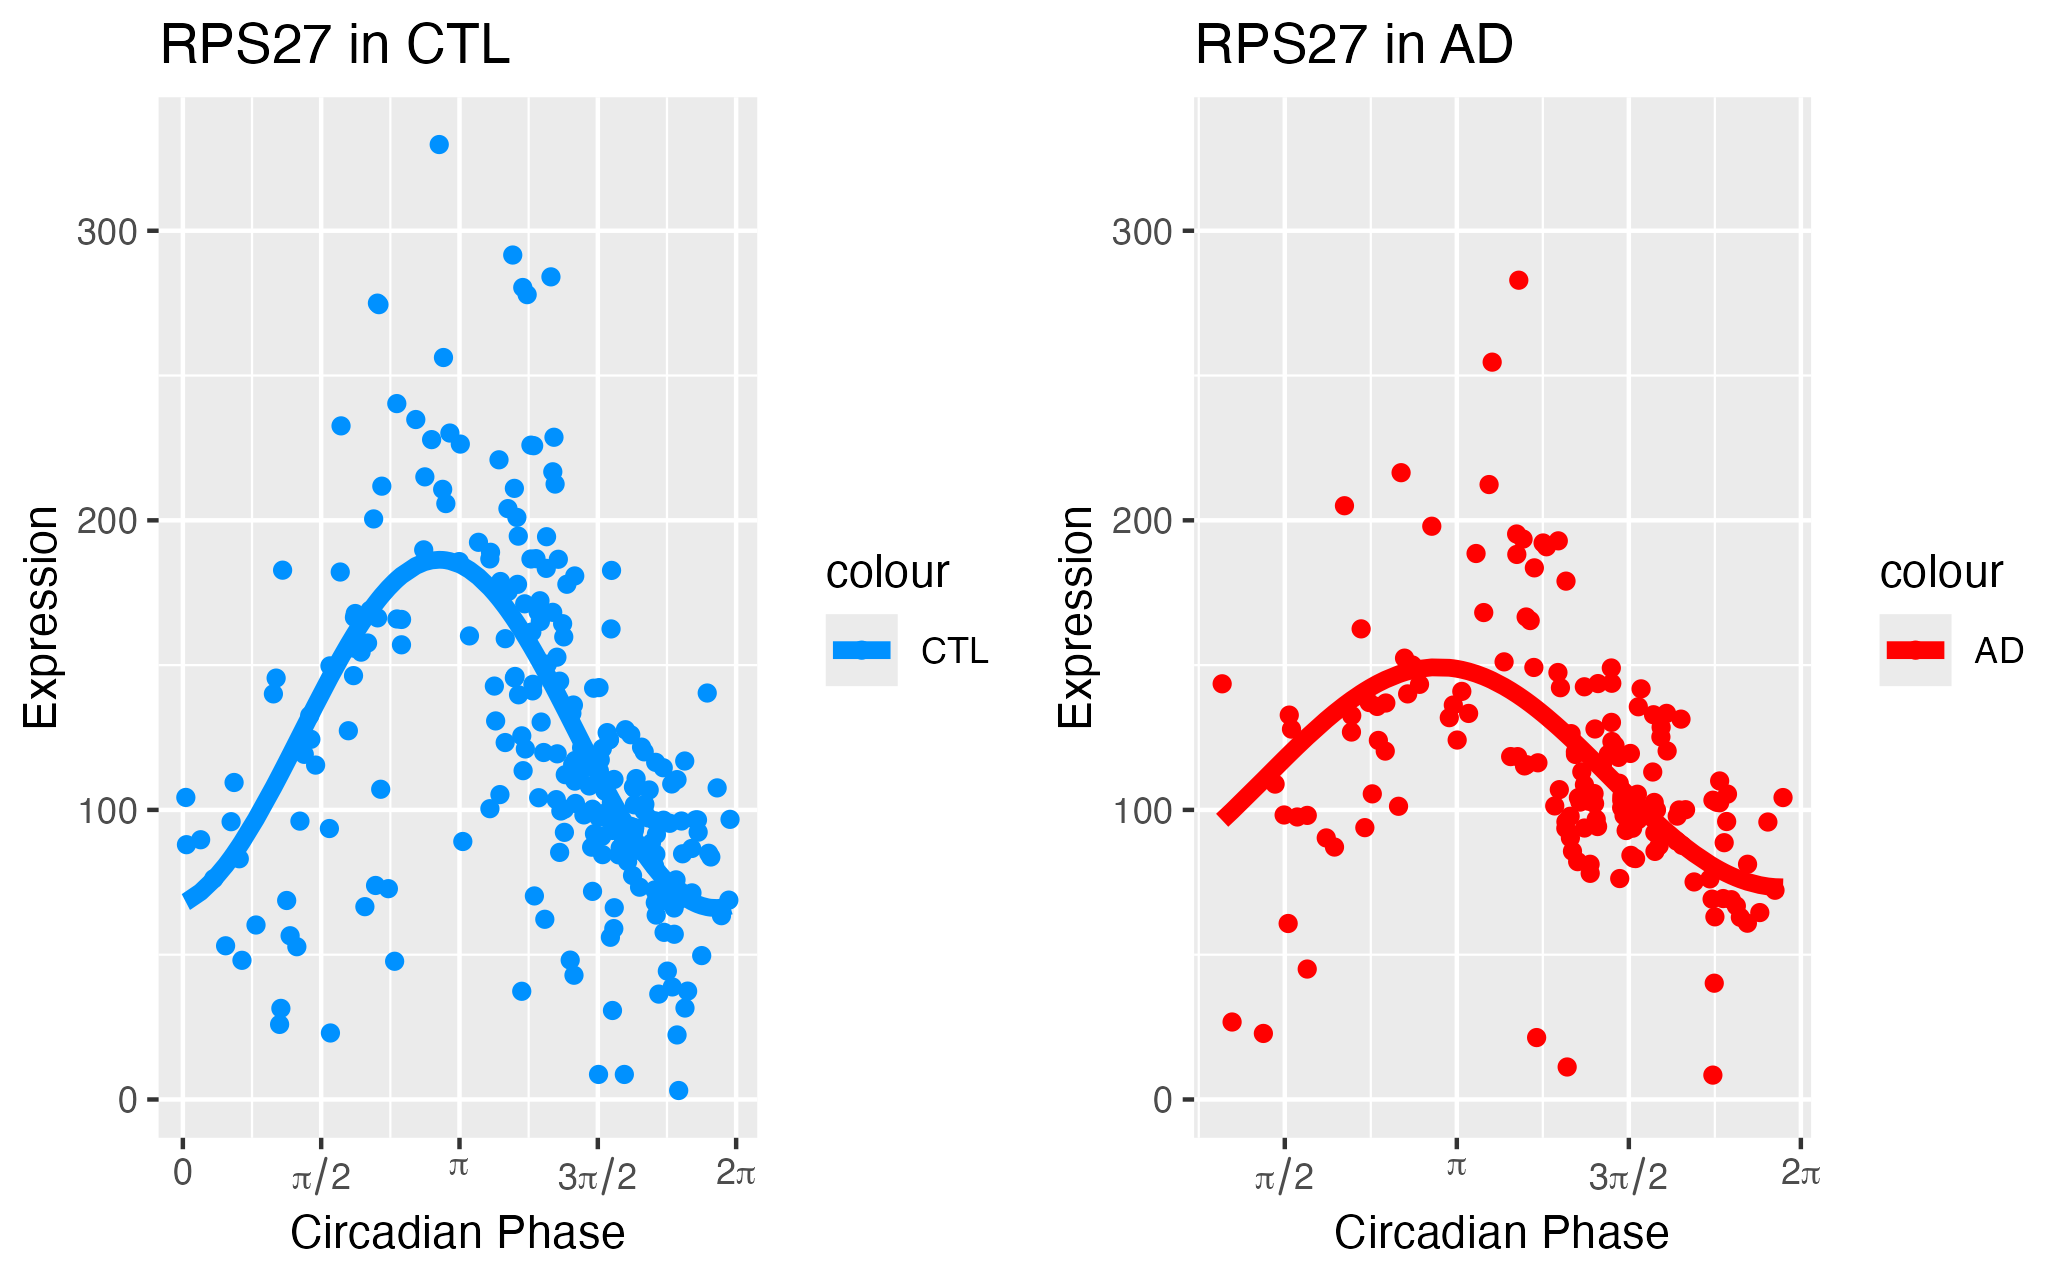 RPS27 in CTL
300
200
100
0
Expression
0
π/2
π
3π/2
2π
Circadian Phase
colour
CTL
RPS27 in AD
300
200
100
0
Expression
π/2
π
3π/2
2π
Circadian Phase
colour
AD